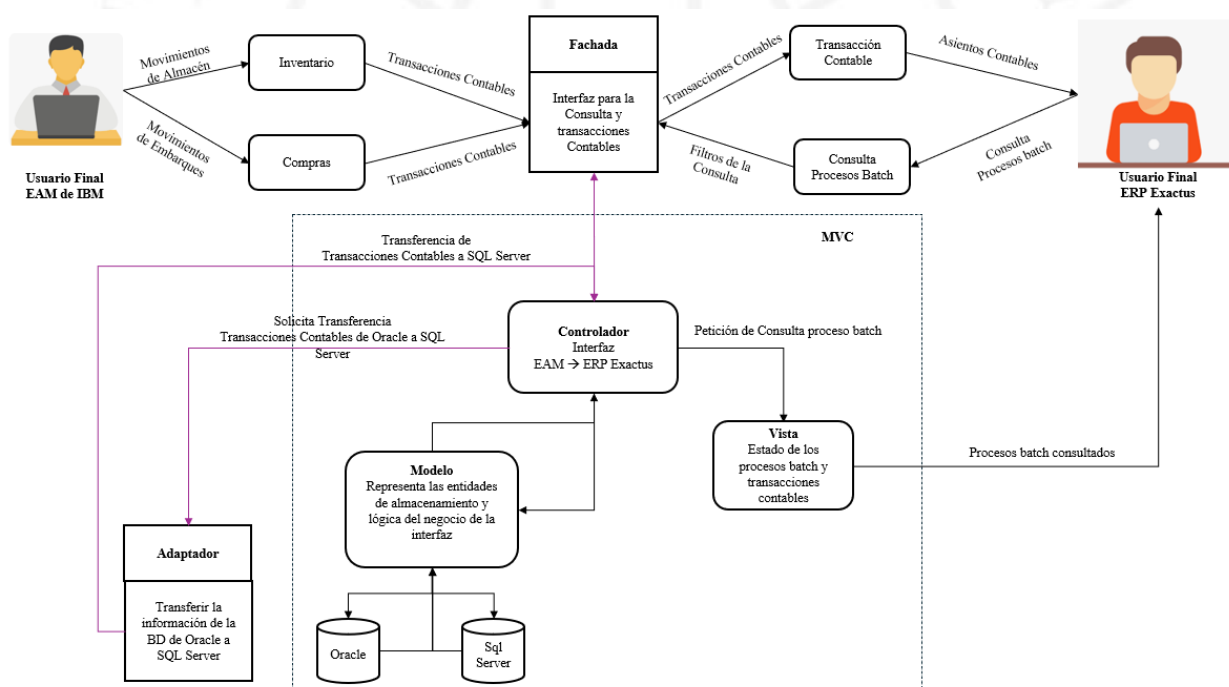 Movimientos
de Almacén
Inventario
Transacciones Contables
Fachada
Interfaz para la
Consulta y
transacciones
Contables
Transacciones Contables
Transacción
Contable
Asientos Contables
Usuario Final
EAM de IBM
Movimientos
de Embarques
Compras
Transacciones Contables
Filtros de la
Consulta
Consulta
Procesos Batch
Consulta
Procesos batch
Usuario Final
ERP Exactus
MVC
Transferencia de
Transacciones Contables a SQL Server
Solicita Transferencia
Transacciones Contables de Oracle a SQL
Server
Controlador
Interfaz
EAM → ERP Exactus
Petición de Consulta proceso batch
Vista
Estado de los
procesos batch y
transacciones
contables
Procesos batch consultados
Modelo
Representa las entidades
de almacenamiento y
lógica del negocio de la
interfaz
Adaptador
Transferir la
información de la
BD de Oracle a
SQL Server
Oracle
Sql
Server